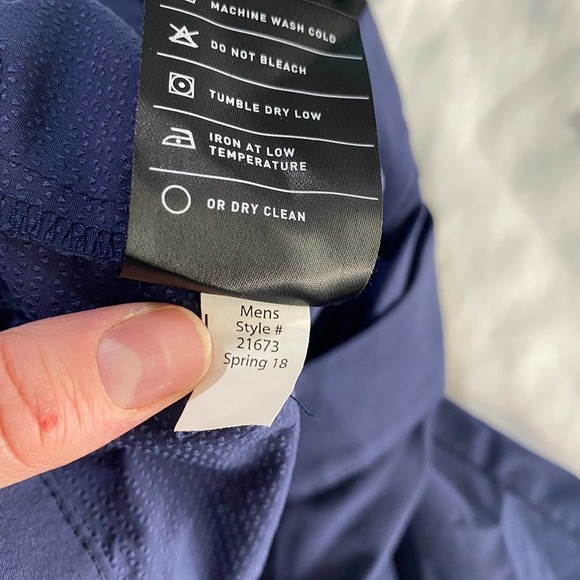 MACHINE WASH COLD
DO NOT BLEACH
TUMBLE DRY LOW
IRON AT LOW
TEMPERATURE
OR DRY CLEAN
Mens
Style #
21673
Spring 18